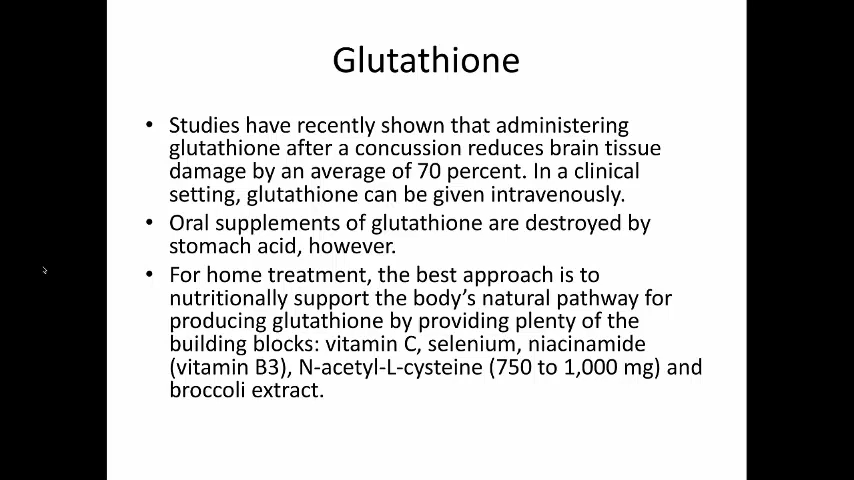 Glutathione
• Studies have recently shown that administering
glutathione after a concussion reduces brain tissue
damage by an average of 70 percent. In a clinical
setting, glutathione can be given intravenously.
• Oral supplements of glutathione are destroyed by
stomach acid, however.
• For home treatment, the best approach is to
nutritionally support the body’s natural pathway for
producing glutathione by providing plenty of the
building blocks: vitamin C, selenium, niacinamide
(vitamin B3), N-acetyl-L-cysteine (750 to 1,000 mg) and
broccoli extract.